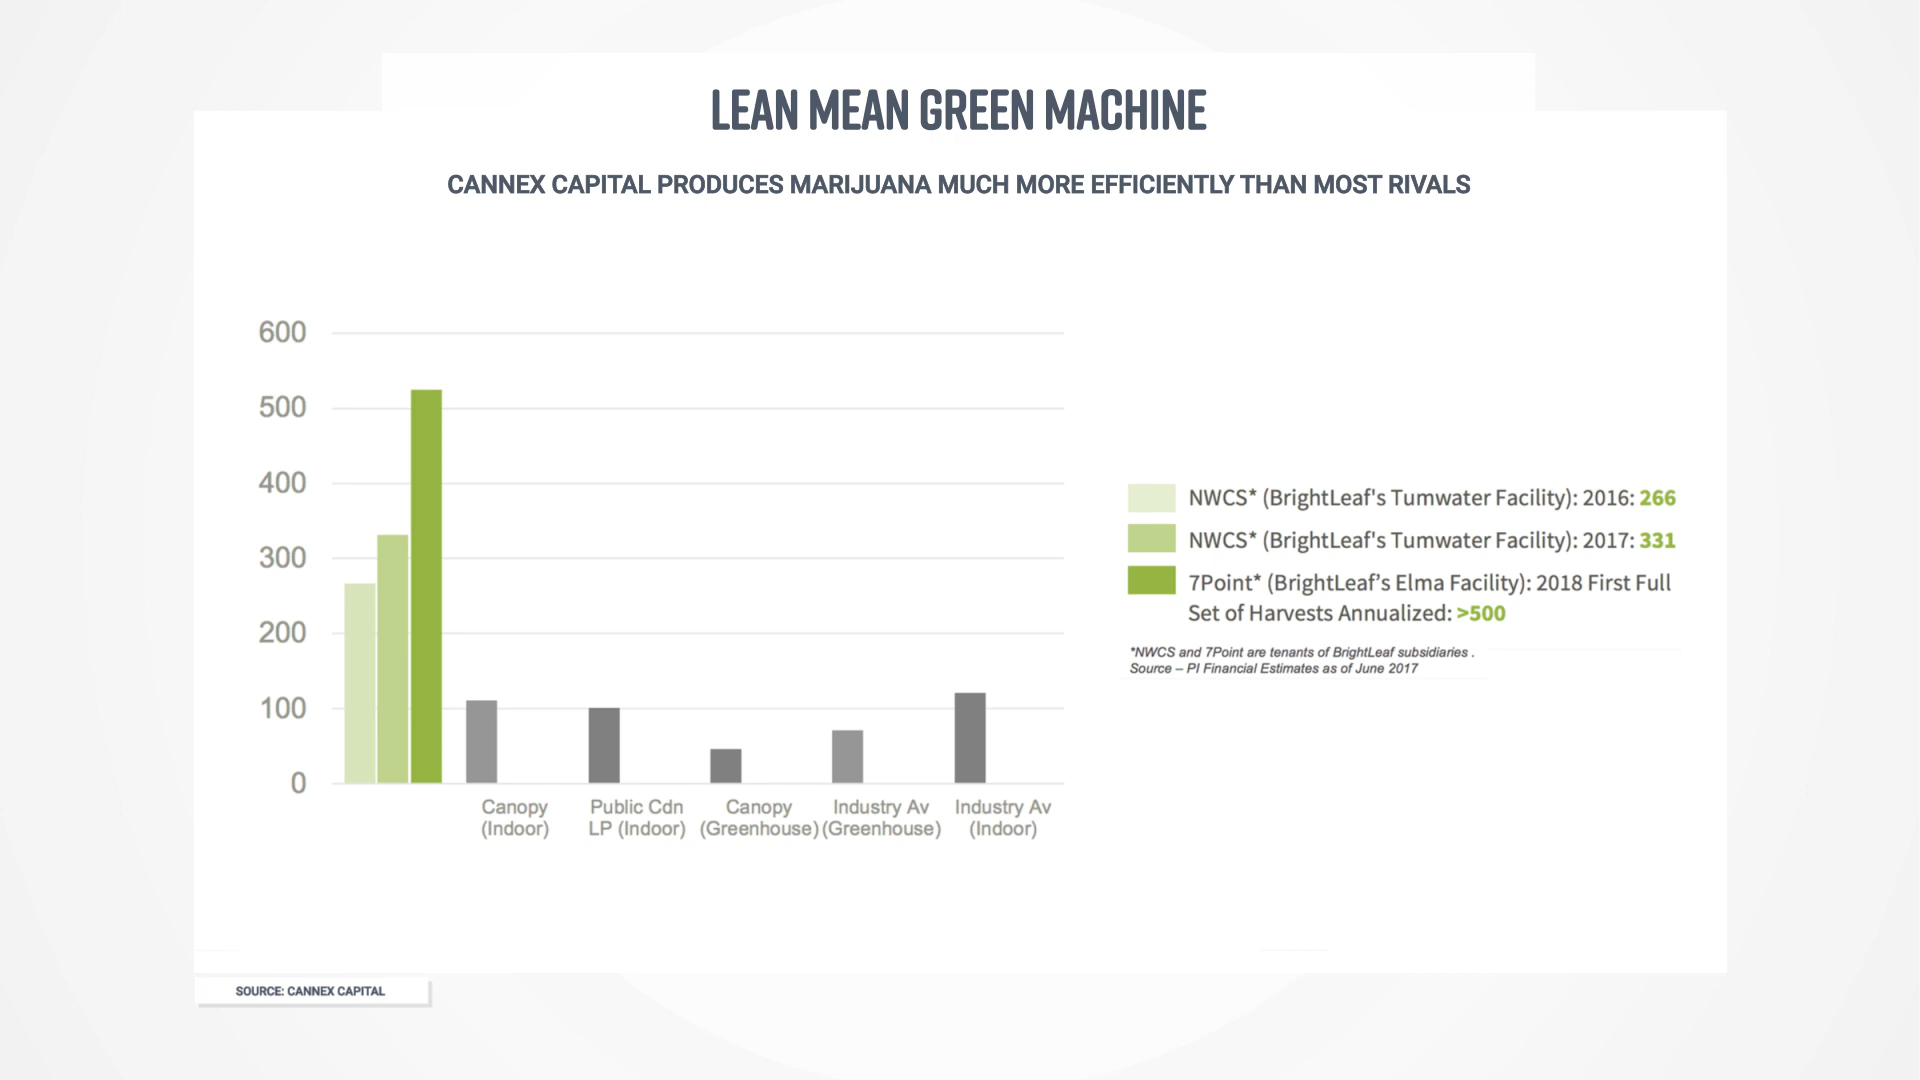 LEAN MEAN GREEN MACHINE
CANNEX CAPITAL PRODUCES MARIJUANA MUCH MORE EFFICIENTLY THAN MOST RIVALS
600
500
400
300
200
100
0
Canopy
(Indoor)
Public Cdn
LP (Indoor)
Canopy
(Greenhouse)
Industry Av
(Greenhouse)
Industry Av
(Indoor)
NWCS* (BrightLeaf's Tumwater Facility): 2016: 266
NWCS* (BrightLeaf's Tumwater Facility): 2017: 331
7Point* (BrightLeaf’s Elma Facility): 2018 First Full
Set of Harvests Annualized: >500
*NWCS and 7Point are tenants of BrightLeaf subsidiaries .
Source – PI Financial Estimates as of June 2017
SOURCE: CANNEX CAPITAL